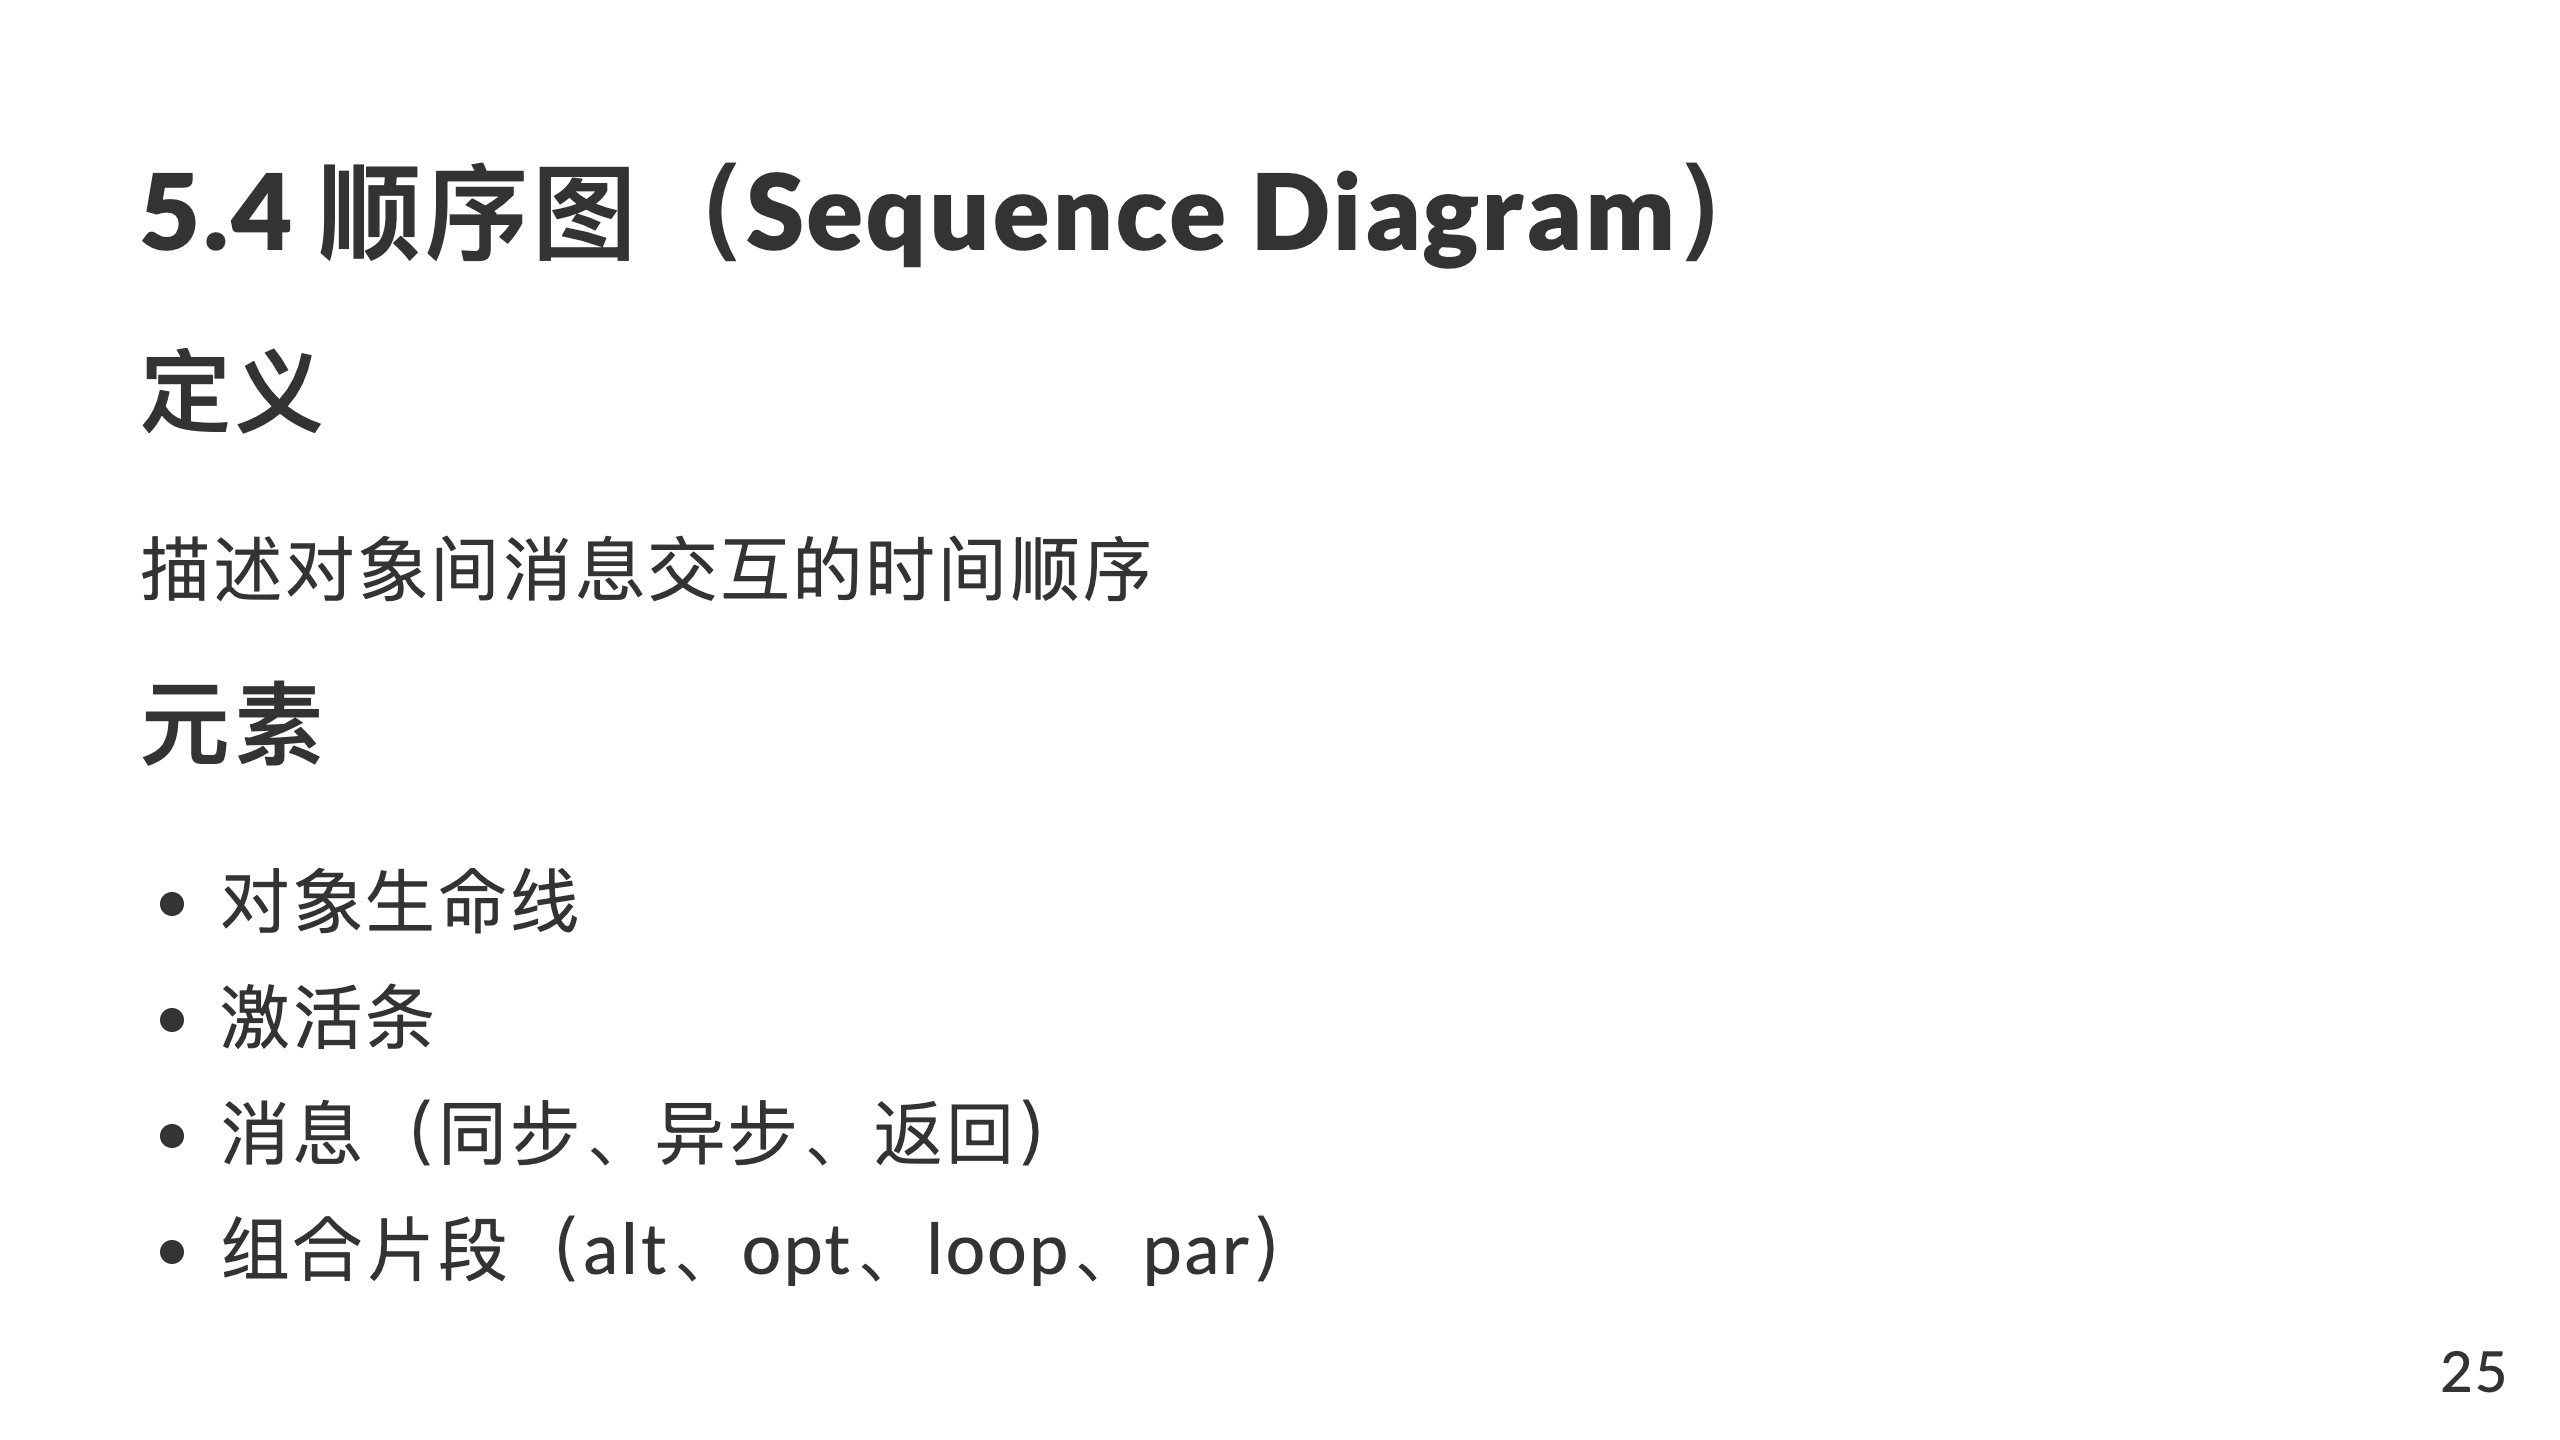 5.4 顺序图（Sequence Diagram）
定义
描述对象间消息交互的时间顺序
元素
• 对象生命线
• 激活条
• 消息（同步、异步、返回）
• 组合片段（alt、opt、loop、par）
25